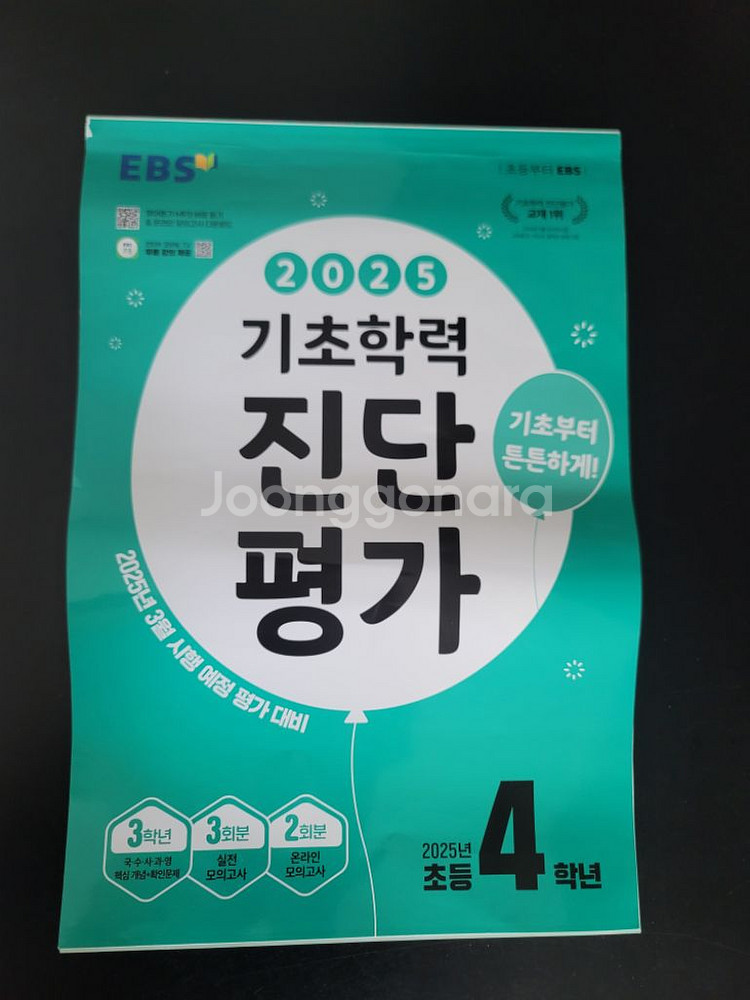 EBS
초등부터 EBS
교재 1위
2025
기초학력
진단
평가
기초부터
튼튼하게!
Joonggonara
2025년 3월 시행 예정 평가 대비
3학년
국·수·사·과·영
핵심 개념+확인문제
3회분
실전
모의고사
2회분
온라인
모의고사
2025년
초등 4 학년